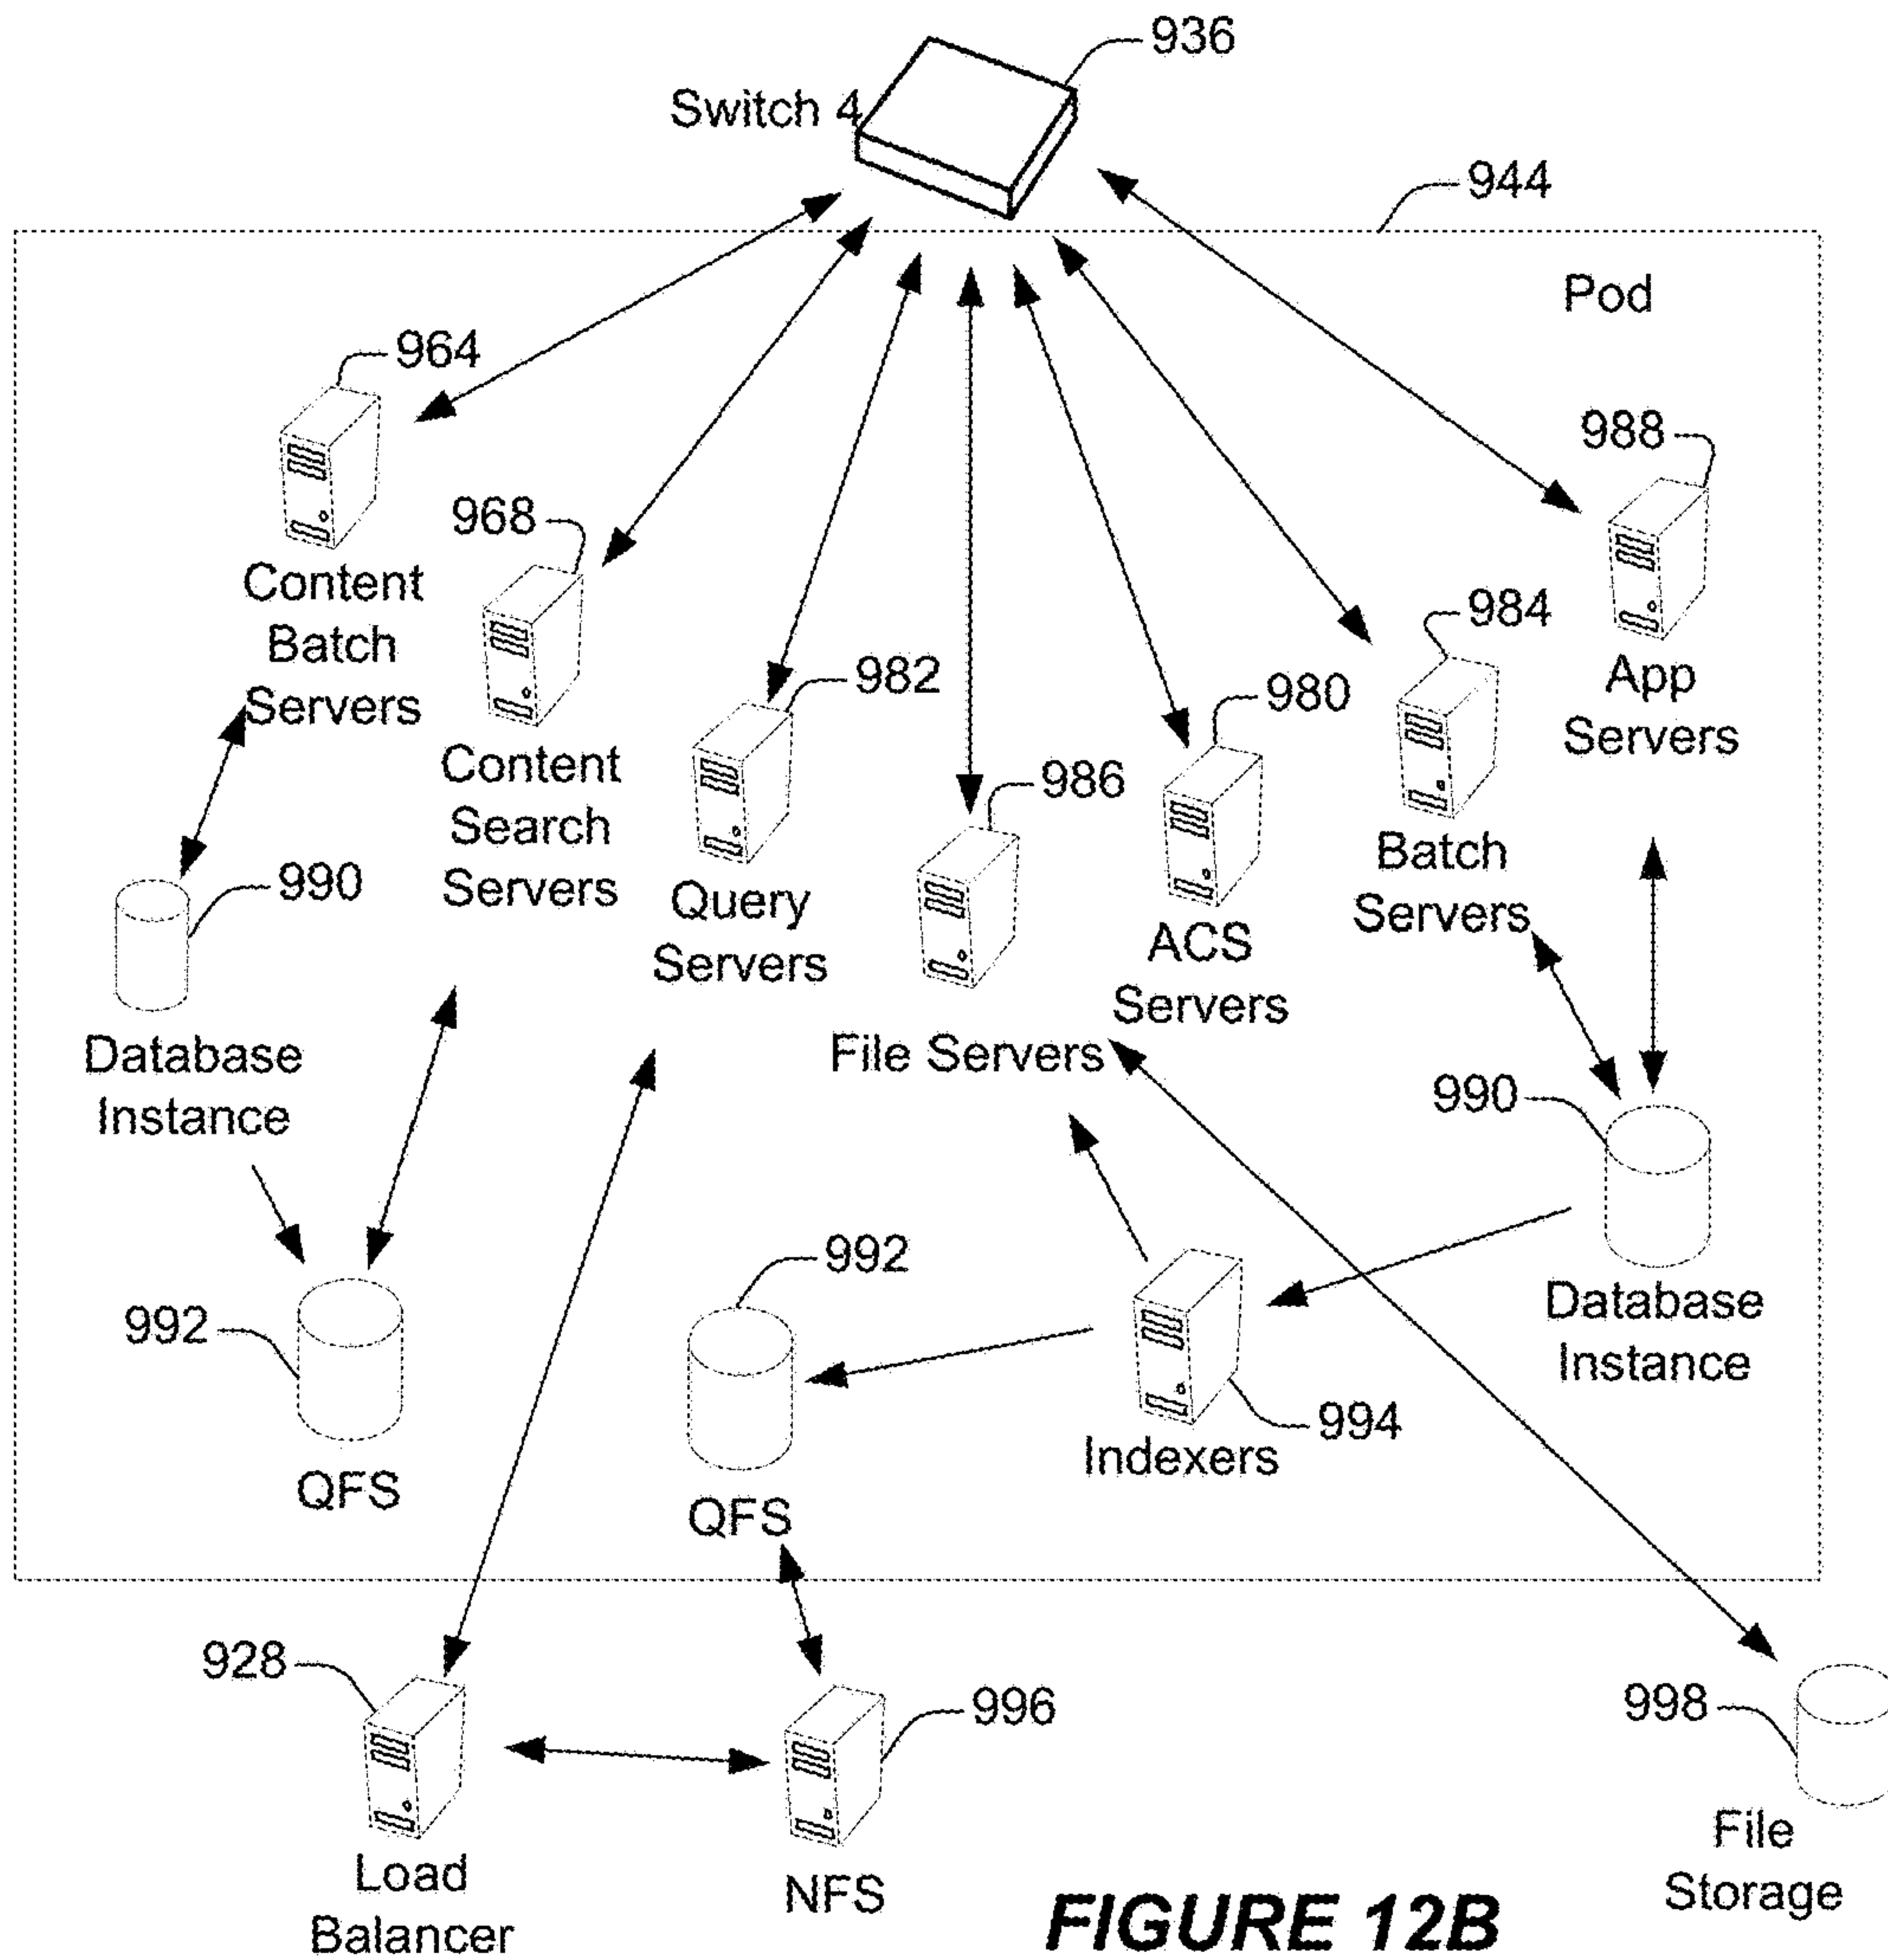 936
Switch 4
944
Pod
964
988
968
Content
Batch
Servers
984
982
980
App
Servers
Content
Search
Servers
986
990
Query
Servers
Batch
Servers
ACS
Servers
Database
Instance
File Servers
990
992
992
Database
Instance
994
Indexers
QFS
QFS
928
996
998
Load
Balancer
NFS
File
Storage
FIGURE 12B